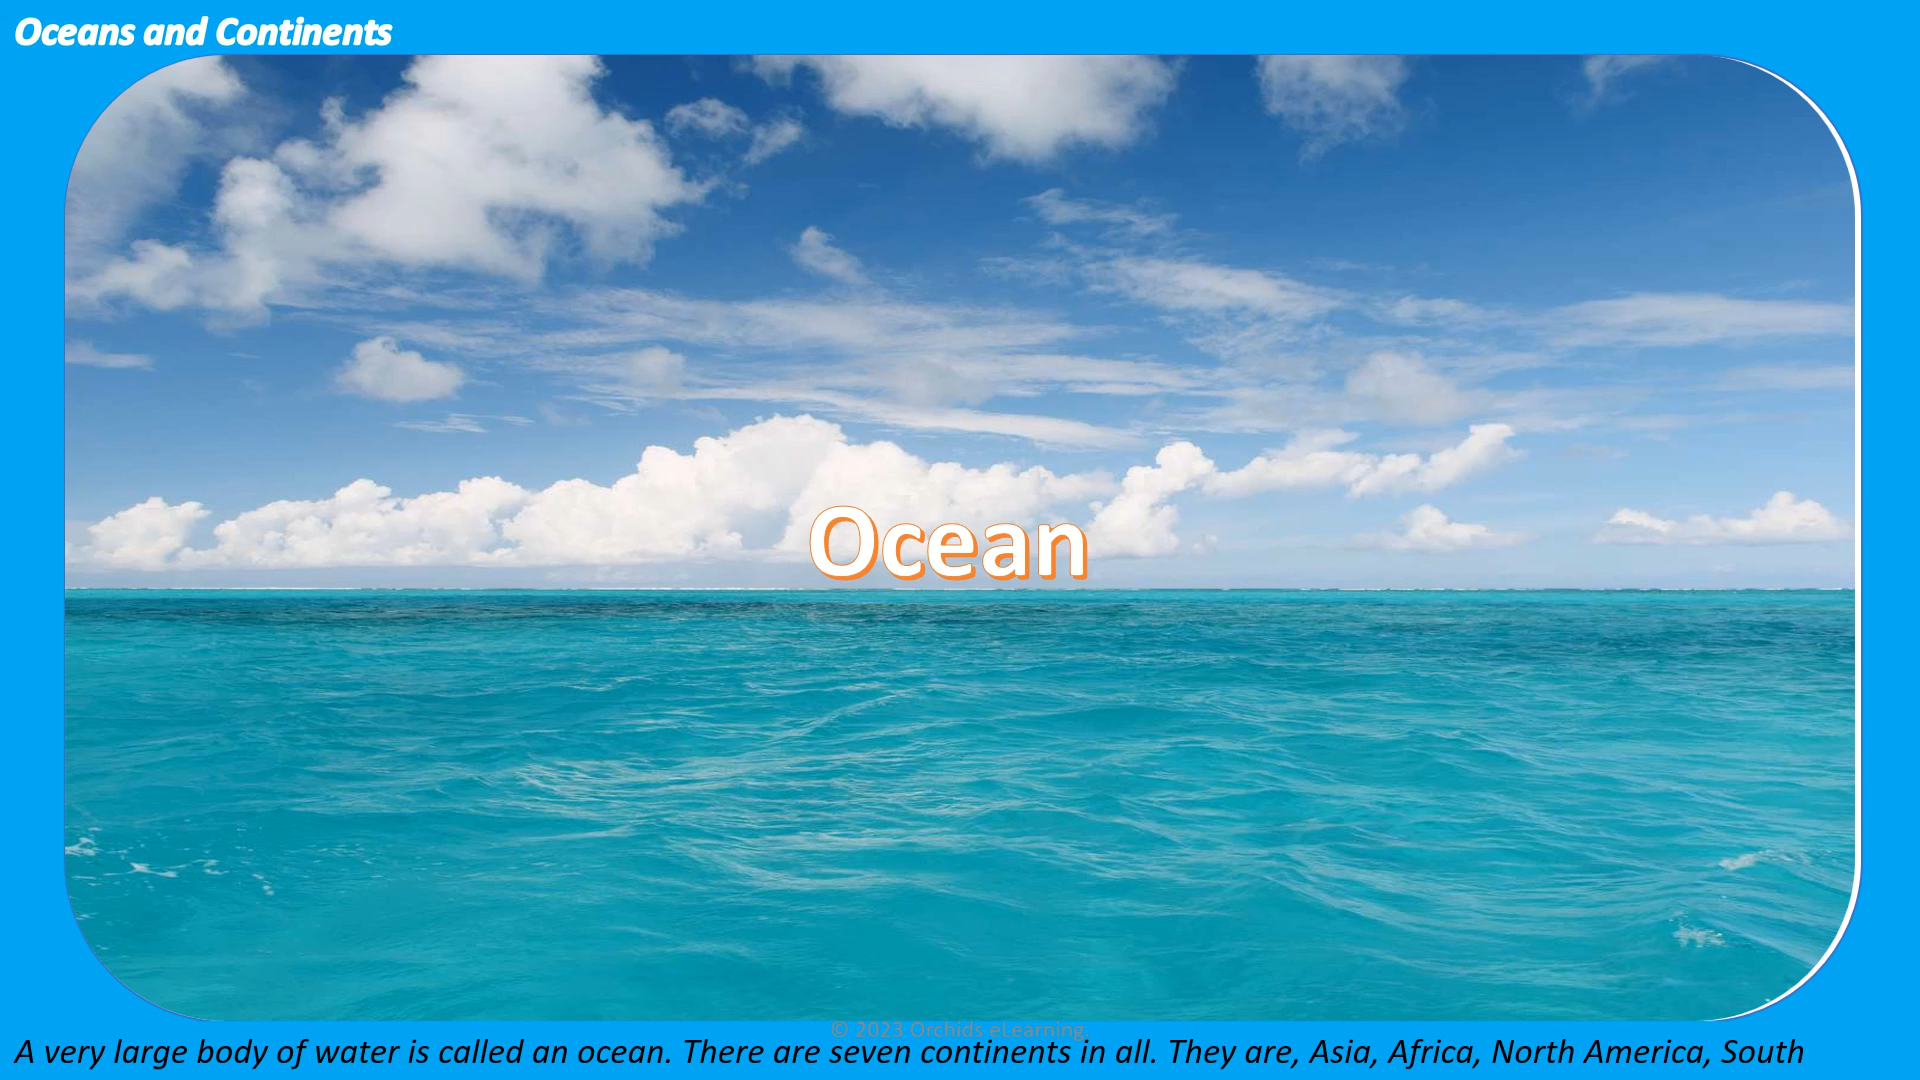 Oceans and Continents
Ocean
© 2023 Orchids eLearning.
A very large body of water is called an ocean. There are seven continents in all. They are, Asia, Africa, North America, South